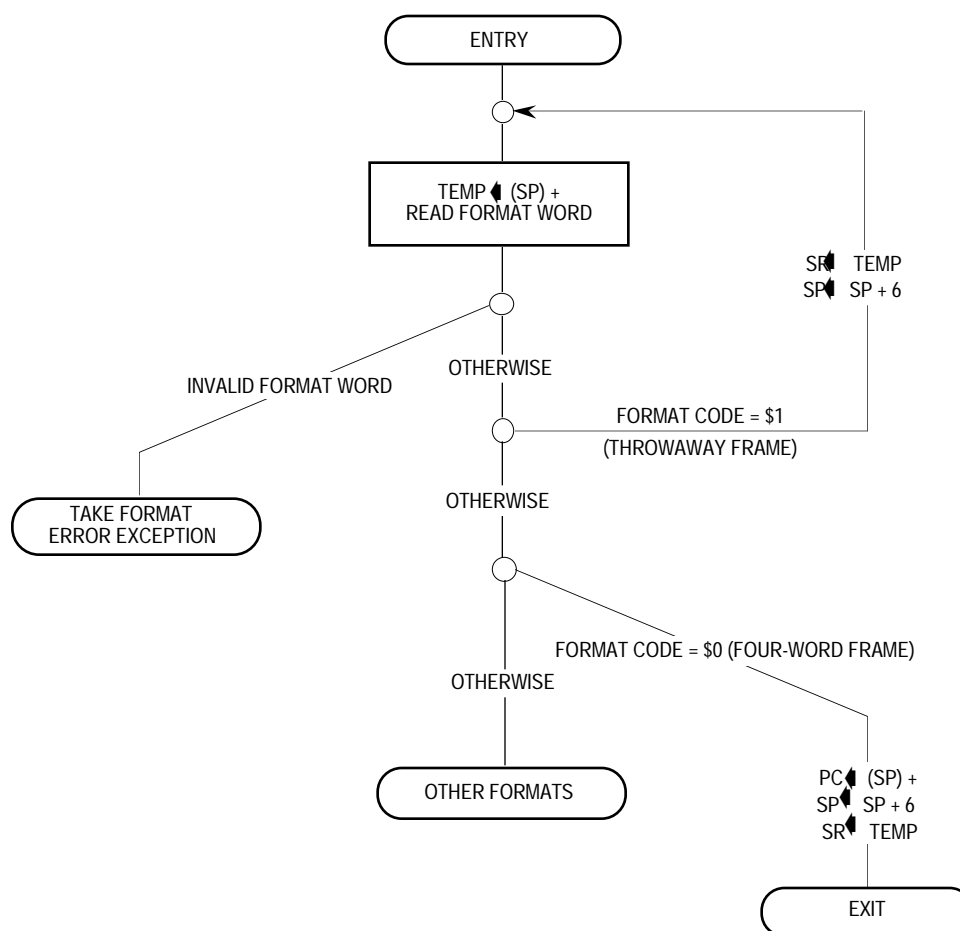 ENTRY
TEMP (SP) +
READ FORMAT WORD
SR TEMP
SP SP + 6
OTHERWISE
INVALID FORMAT WORD
FORMAT CODE = $1
(THROWAWAY FRAME)
OTHERWISE
TAKE FORMAT
ERROR EXCEPTION
FORMAT CODE = $0 (FOUR-WORD FRAME)
OTHERWISE
OTHER FORMATS
PC (SP) +
SP SP + 6
SR TEMP
EXIT